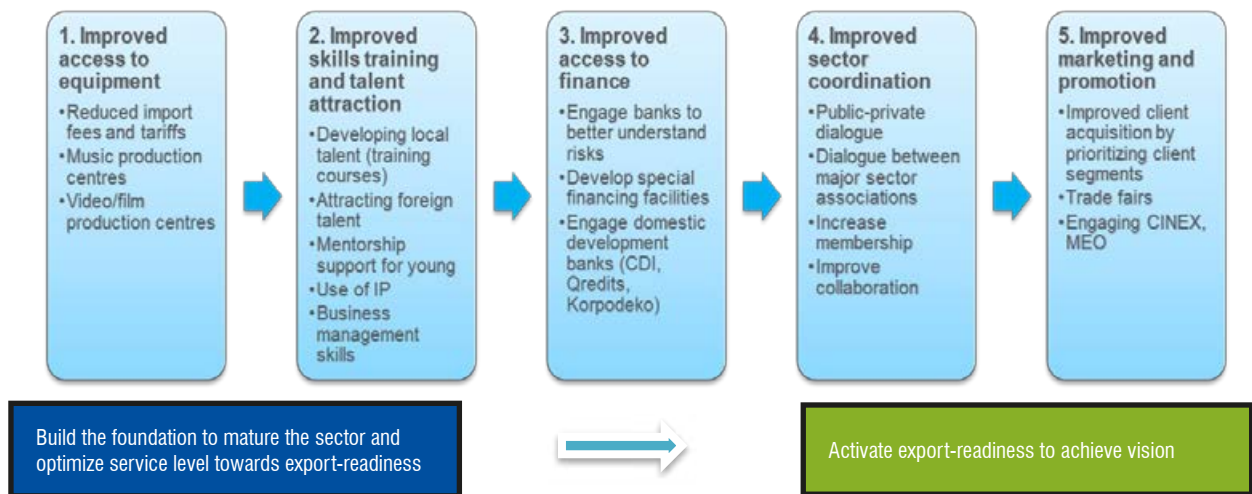 1. Improved
access to
equipment
•Reduced import
fees and tariffs
•Music production
centres
•Video/film
production centres
2. Improved
skills training
and talent
attraction
•Developing local
talent (training
courses)
•Attracting foreign
talent
•Mentorship
support for young
•Use of IP
•Business
management
skills
3. Improved
access to
finance
•Engage banks to
better understand
risks
•Develop special
financing facilities
•Engage domestic
development
banks (CDI,
Qredits,
Korpodeko)
4. Improved
sector
coordination
•Public-private
dialogue
•Dialogue between
major sector
associations
•Increase
membership
•Improve
collaboration
5. Improved
marketing and
promotion
•Improved client
acquisition by
prioritizing client
segments
•Trade fairs
•Engaging CINEX,
MEO
Build the foundation to mature the sector and
optimize service level towards export-readiness
Activate export-readiness to achieve vision